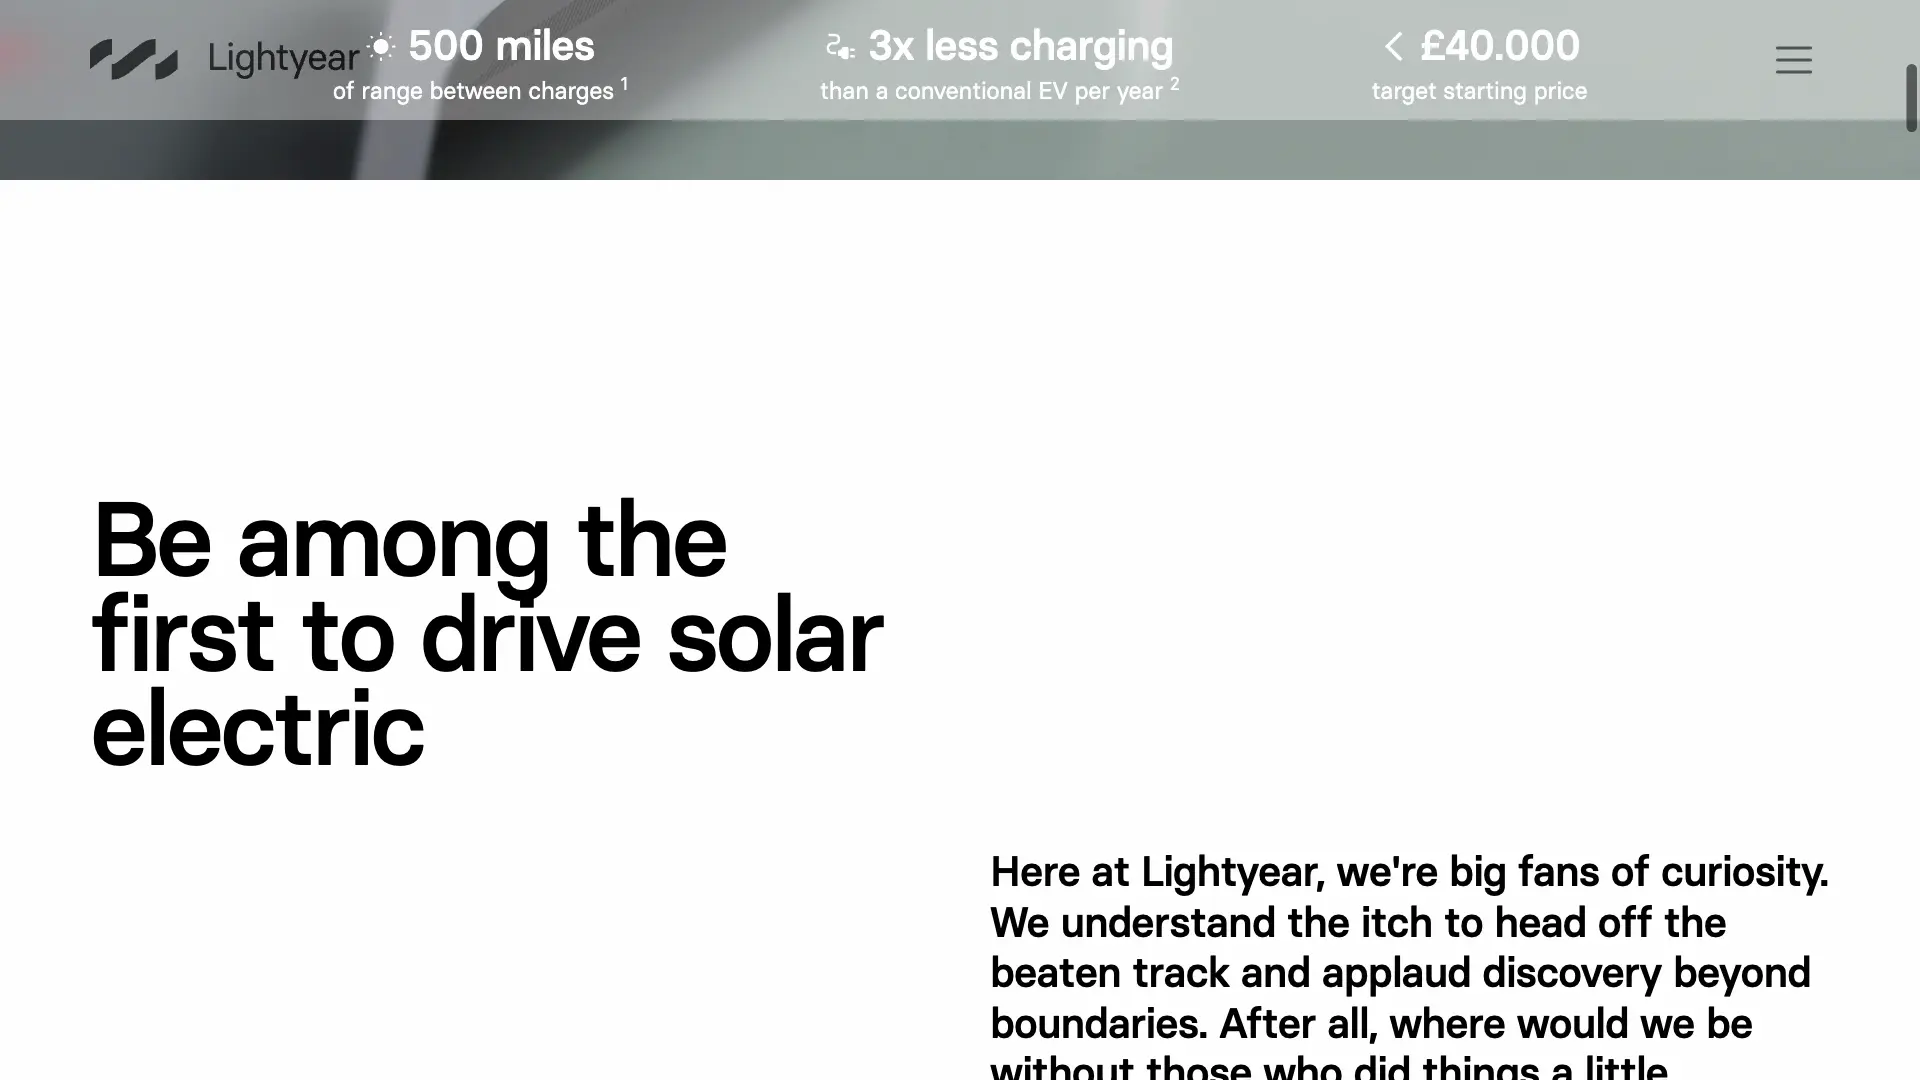 Lightyear
500 miles
of range between charges 1
3x less charging
than a conventional EV per year 2
< £40.000
target starting price
Be among the
first to drive solar
electric
Here at Lightyear, we're big fans of curiosity.
We understand the itch to head off the
beaten track and applaud discovery beyond
boundaries. After all, where would we be
without those who did things a little